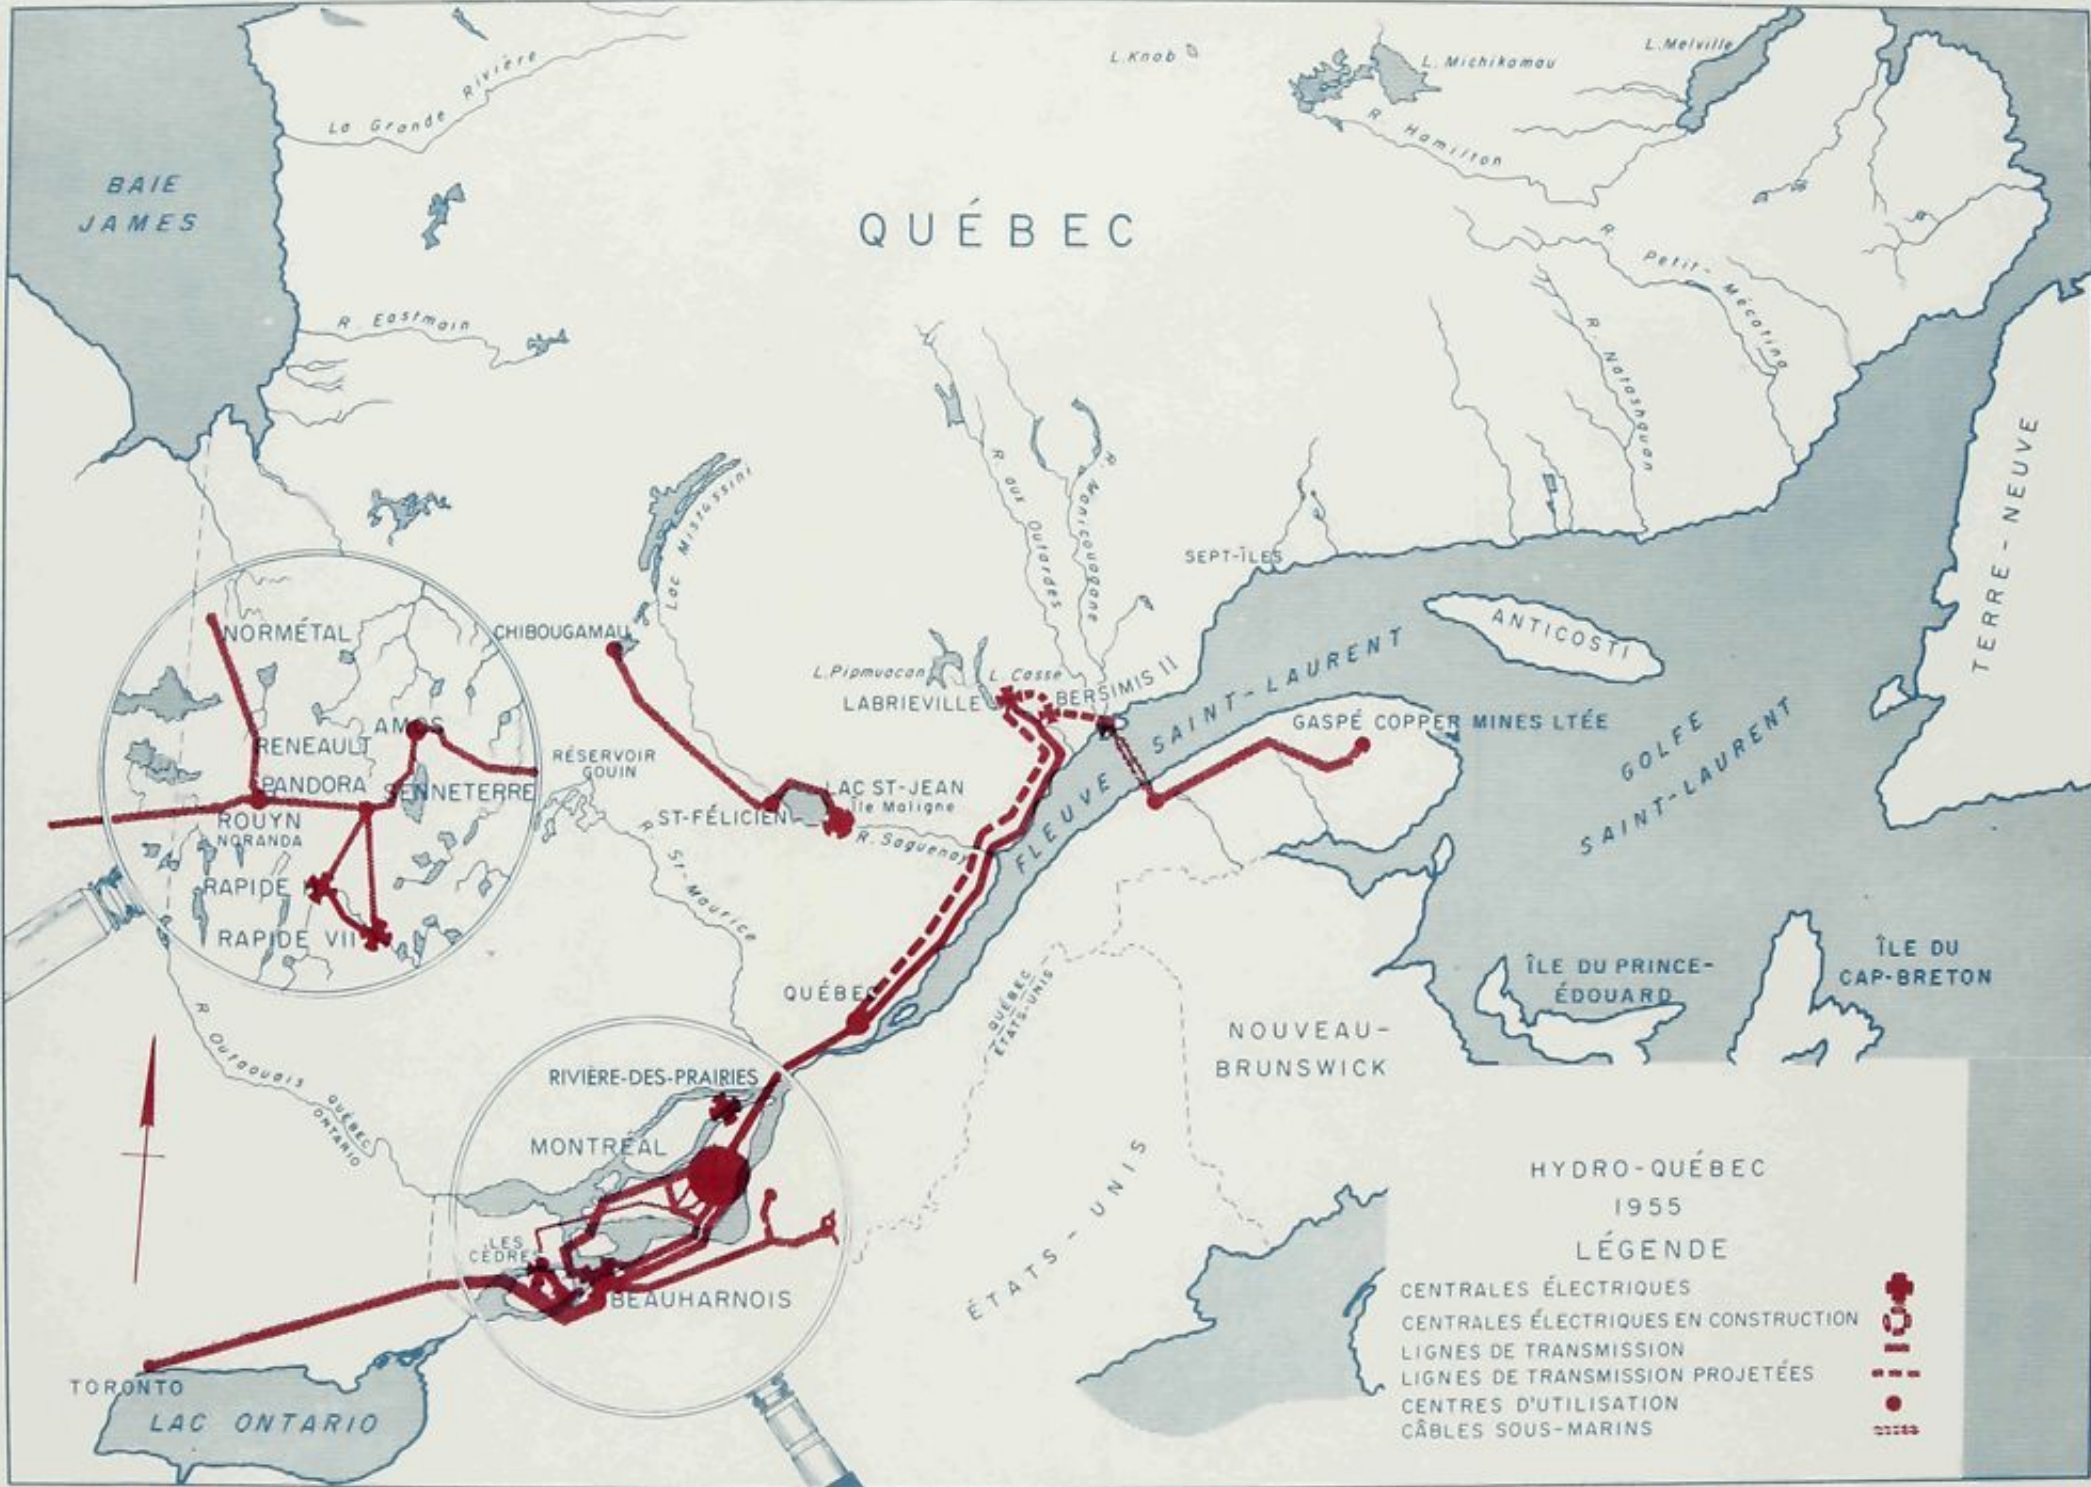 L. Knob
L. Michikamau
L. Melville
La Grande Rivière
R. Hamilton
BAIE
JAMES
QUÉBEC
R. Petit-Mécatina
R. Eastmain
R. Natashquan
TERRE-NEUVE
Lac Mistassini
R. aux Outardes
R. Manicouagane
SEPT-ÎLES
ANTICOSTI
NORMÉTAL
CHIBOUGAMAU
L. Pipmuacan
L. Casse
LABRIEVILLE
BERSIMIS II
FLEUVE SAINT-LAURENT
GASPÉ COPPER MINES LTÉE
GOLFE
SAINT-LAURENT
AMOS
RENEAULT
PANDORA
SENNETERRE
ROUYN
NORANDA
RAPIDE
RAPIDE VII
RÉSERVOIR
GOUIN
LAC ST-JEAN
Île Maligne
ST-FÉLICIEN
R. Saguenay
R. St-Maurice
QUÉBEC
QUÉBEC
ÉTATS-UNIS
ÎLE DU PRINCE-
ÉDOUARD
ÎLE DU
CAP-BRETON
NOUVEAU-
BRUNSWICK
R. Outaouais
QUÉBEC
ONTARIO
RIVIÈRE-DES-PRAIRIES
MONTRÉAL
LES
CÈDRES
BEAUHARNOIS
ÉTATS-UNIS
TORONTO
LAC ONTARIO
HYDRO-QUÉBEC
1955
LÉGENDE
CENTRALES ÉLECTRIQUES
CENTRALES ÉLECTRIQUES EN CONSTRUCTION
LIGNES DE TRANSMISSION
LIGNES DE TRANSMISSION PROJETÉES
CENTRES D'UTILISATION
CÂBLES SOUS-MARINS